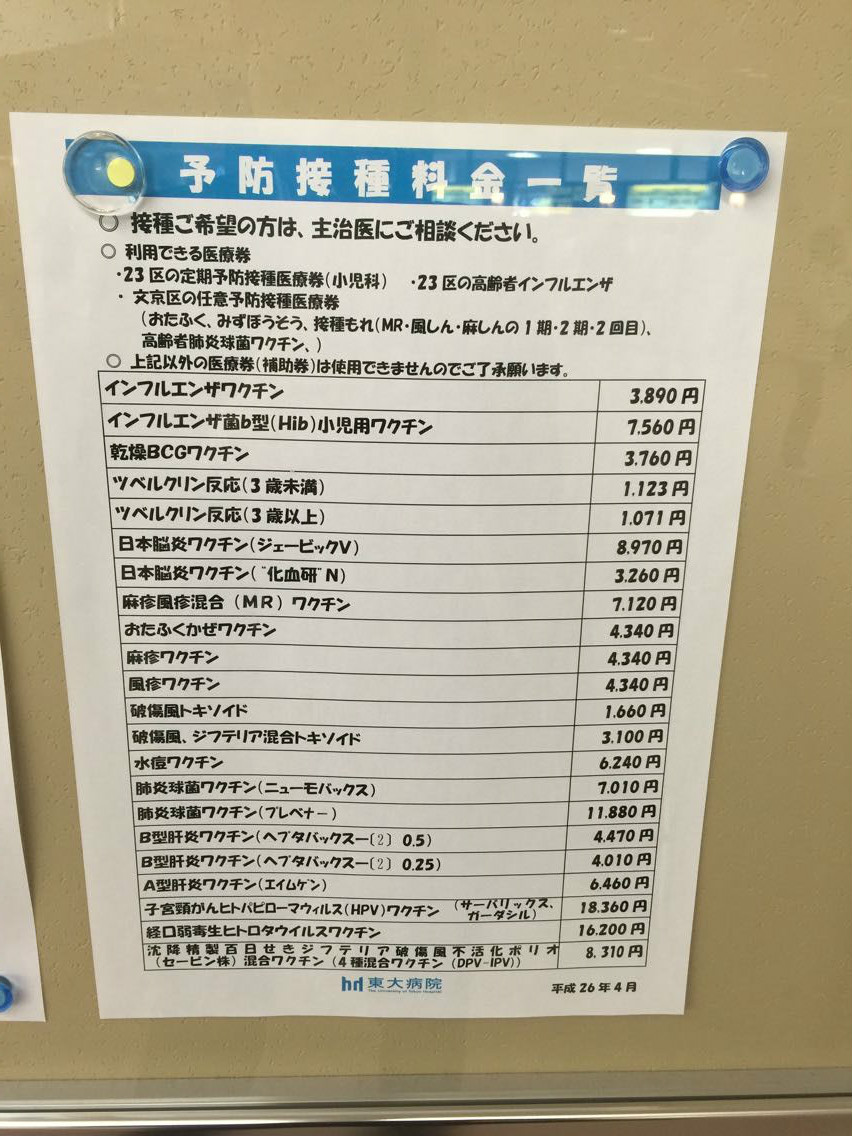 予防接種料金一覧
◎ 接種ご希望の方は、主治医にご相談ください。
○ 利用できる医療券
・23区の定期予防接種医療券(小児科) ・23区の高齢者インフルエンザ
・ 文京区の任意予防接種医療券
(おたふく、みずぼうそう、接種もれ(MR・風しん・麻しんの1期・2期・2回目)、
高齢者肺炎球菌ワクチン、)
○ 上記以外の医療券(補助券)は使用できませんのでご了承願います。
インフルエンザワクチン 3.890円
インフルエンザ菌b型(Hib)小児用ワクチン 7.560円
乾燥BCGワクチン 3.760円
ツベルクリン反応(3歳未満) 1.123円
ツベルクリン反応(3歳以上) 1.071円
日本脳炎ワクチン(ジェービックV) 8.970円
日本脳炎ワクチン("化血研"N) 3.260円
麻疹風疹混合(MR)ワクチン 7.120円
おたふくかぜワクチン 4.340円
麻疹ワクチン 4.340円
風疹ワクチン 4.340円
破傷風トキソイド 1.660円
破傷風、ジフテリア混合トキソイド 3.100円
水痘ワクチン 6.240円
肺炎球菌ワクチン(ニューモバックス) 7.010円
肺炎球菌ワクチン(プレベナー) 11.880円
B型肝炎ワクチン(ヘプタバックスー〔2〕 0.5) 4.470円
B型肝炎ワクチン(ヘプタバックスー〔2〕 0.25) 4.010円
A型肝炎ワクチン(エイムゲン) 6.460円
子宮頸がんヒトパピローマウィルス(HPV)ワクチン (サーバリックス、ガーダシル) 18.360円
経口弱毒生ヒトロタウイルスワクチン 16.200円
沈降精製百日せきジフテリア破傷風不活化ポリオ 8.310円
(セービン株)混合ワクチン(4種混合ワクチン(DPV-IPV))
東大病院
The University of Tokyo Hospital
平成26年4月